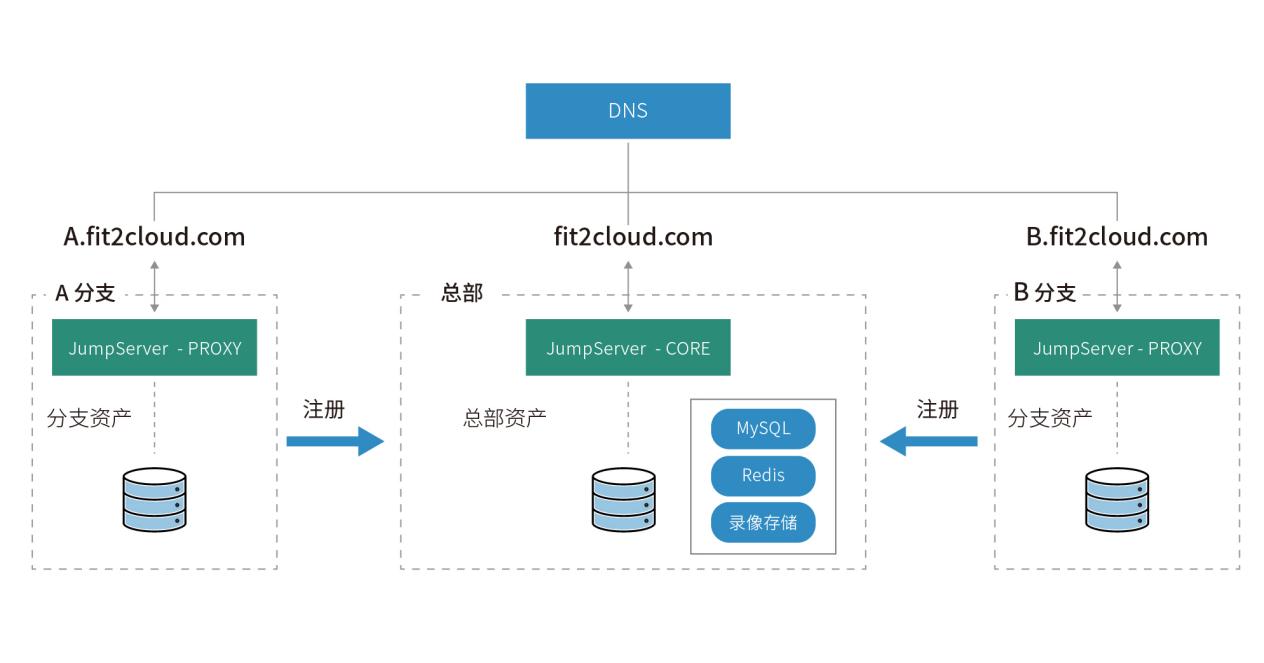 DNS
A.fit2cloud.com
fit2cloud.com
B.fit2cloud.com
A 分支
总部
B 分支
JumpServer - PROXY
JumpServer - CORE
JumpServer - PROXY
分支资产
注册
总部资产
MySQL
Redis
录像存储
注册
分支资产